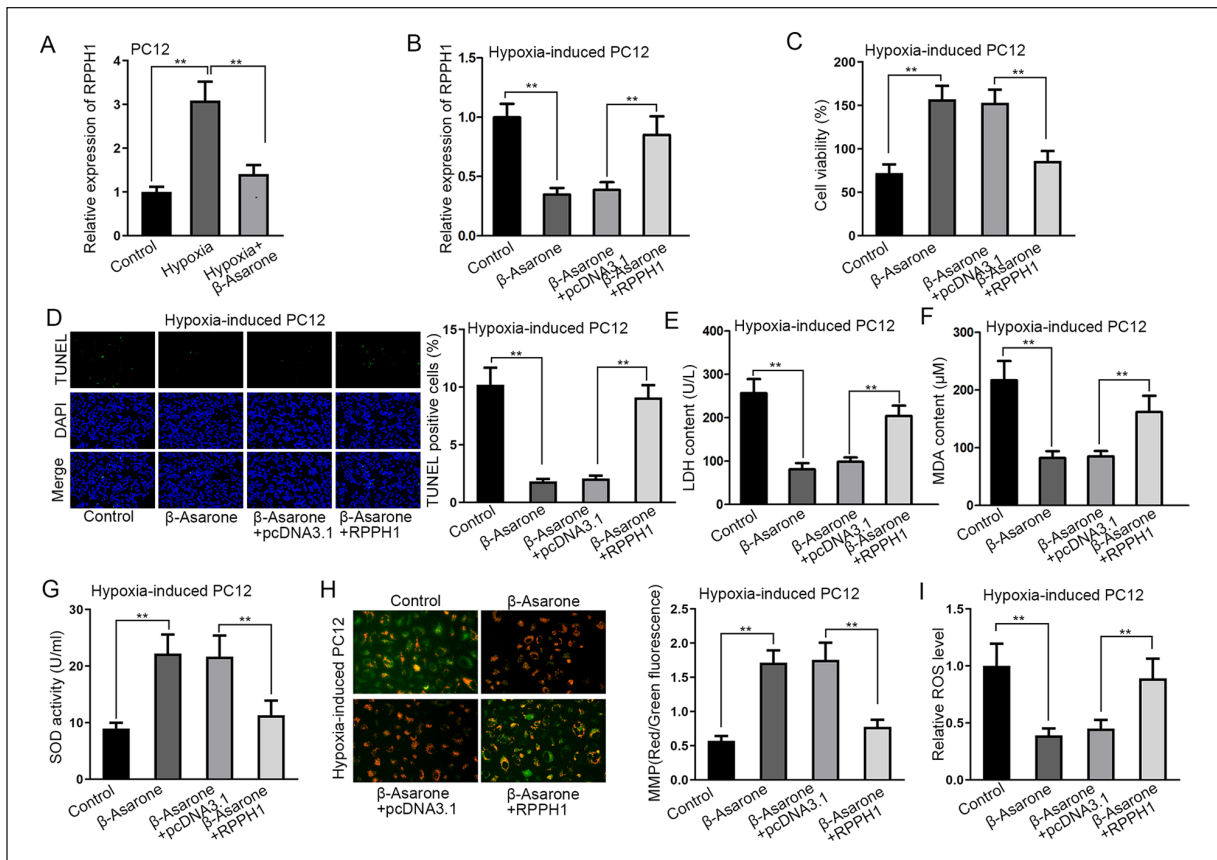 A
PC12
Relative expression of RPPH1
4
3
2
1
0
**
**
Control
Hypoxia
Hypoxia+
β-Asarone
B
Hypoxia-induced PC12
Relative expression of RPPH1
1.5
1.0
0.5
0.0
**
**
Control
β-Asarone
β-Asarone
+pcDNA3.1
β-Asarone
+RPPH1
C
Hypoxia-induced PC12
Cell viability (%)
200
150
100
50
0
**
**
Control
β-Asarone
β-Asarone
+pcDNA3.1
β-Asarone
+RPPH1
D
Hypoxia-induced PC12
TUNEL
DAPI
Merge
Control
β-Asarone
β-Asarone
+pcDNA3.1
β-Asarone
+RPPH1
Hypoxia-induced PC12
TUNEL positive cells (%)
15
10
5
0
**
**
Control
β-Asarone
β-Asarone
+pcDNA3.1
β-Asarone
+RPPH1
E
Hypoxia-induced PC12
LDH content (U/L)
400
300
200
100
0
**
**
Control
β-Asarone
β-Asarone
+pcDNA3.1
β-Asarone
+RPPH1
F
Hypoxia-induced PC12
MDA content (μM)
300
200
100
0
**
**
Control
β-Asarone
β-Asarone
+pcDNA3.1
β-Asarone
+RPPH1
G
Hypoxia-induced PC12
SOD activity (U/ml)
30
20
10
0
**
**
Control
β-Asarone
β-Asarone
+pcDNA3.1
β-Asarone
+RPPH1
H
Hypoxia-induced PC12
Control
β-Asarone
β-Asarone
+pcDNA3.1
β-Asarone
+RPPH1
Hypoxia-induced PC12
MMP(Red/Green fluorescence)
2.5
2.0
1.5
1.0
0.5
0.0
**
**
Control
β-Asarone
β-Asarone
+pcDNA3.1
β-Asarone
+RPPH1
I
Hypoxia-induced PC12
Relative ROS level
1.5
1.0
0.5
0.0
**
**
Control
β-Asarone
β-Asarone
+pcDNA3.1
β-Asarone
+RPPH1